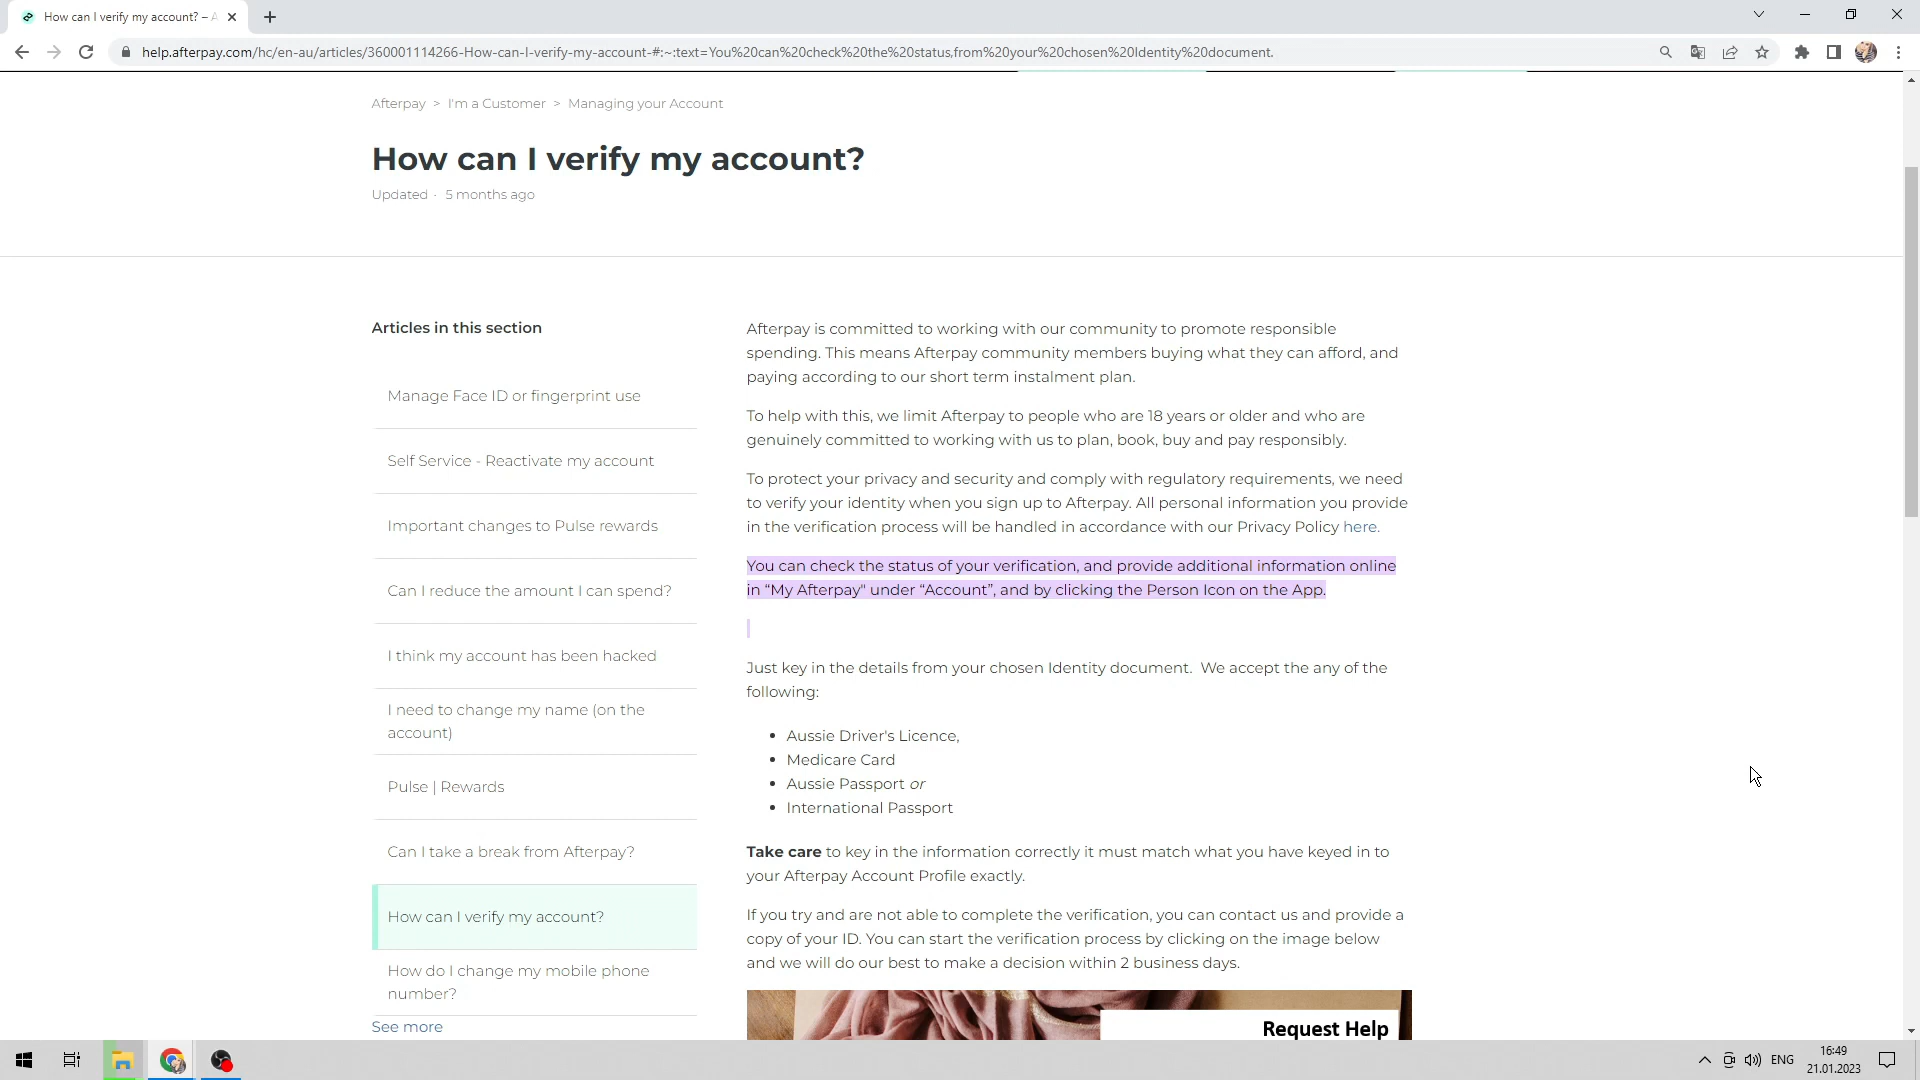 How can I verify my account? – A
help.afterpay.com/hc/en-au/articles/360001114266-How-can-I-verify-my-account-#:~:text=You%20can%20check%20the%20status,from%20your%20chosen%20Identity%20document.
Afterpay > I'm a Customer > Managing your Account
How can I verify my account?
Updated · 5 months ago
Articles in this section
Manage Face ID or fingerprint use
Self Service - Reactivate my account
Important changes to Pulse rewards
Can I reduce the amount I can spend?
I think my account has been hacked
I need to change my name (on the
account)
Pulse | Rewards
Can I take a break from Afterpay?
How can I verify my account?
How do I change my mobile phone
number?
See more
Afterpay is committed to working with our community to promote responsible
spending. This means Afterpay community members buying what they can afford, and
paying according to our short term instalment plan.
To help with this, we limit Afterpay to people who are 18 years or older and who are
genuinely committed to working with us to plan, book, buy and pay responsibly.
To protect your privacy and security and comply with regulatory requirements, we need
to verify your identity when you sign up to Afterpay. All personal information you provide
in the verification process will be handled in accordance with our Privacy Policy here.
You can check the status of your verification, and provide additional information online
in “My Afterpay" under “Account”, and by clicking the Person Icon on the App.
Just key in the details from your chosen Identity document.  We accept the any of the
following:
• Aussie Driver's Licence,
• Medicare Card
• Aussie Passport or
• International Passport
Take care to key in the information correctly it must match what you have keyed in to
your Afterpay Account Profile exactly.
If you try and are not able to complete the verification, you can contact us and provide a
copy of your ID. You can start the verification process by clicking on the image below
and we will do our best to make a decision within 2 business days.
Request Help
ENG
16:49
21.01.2023